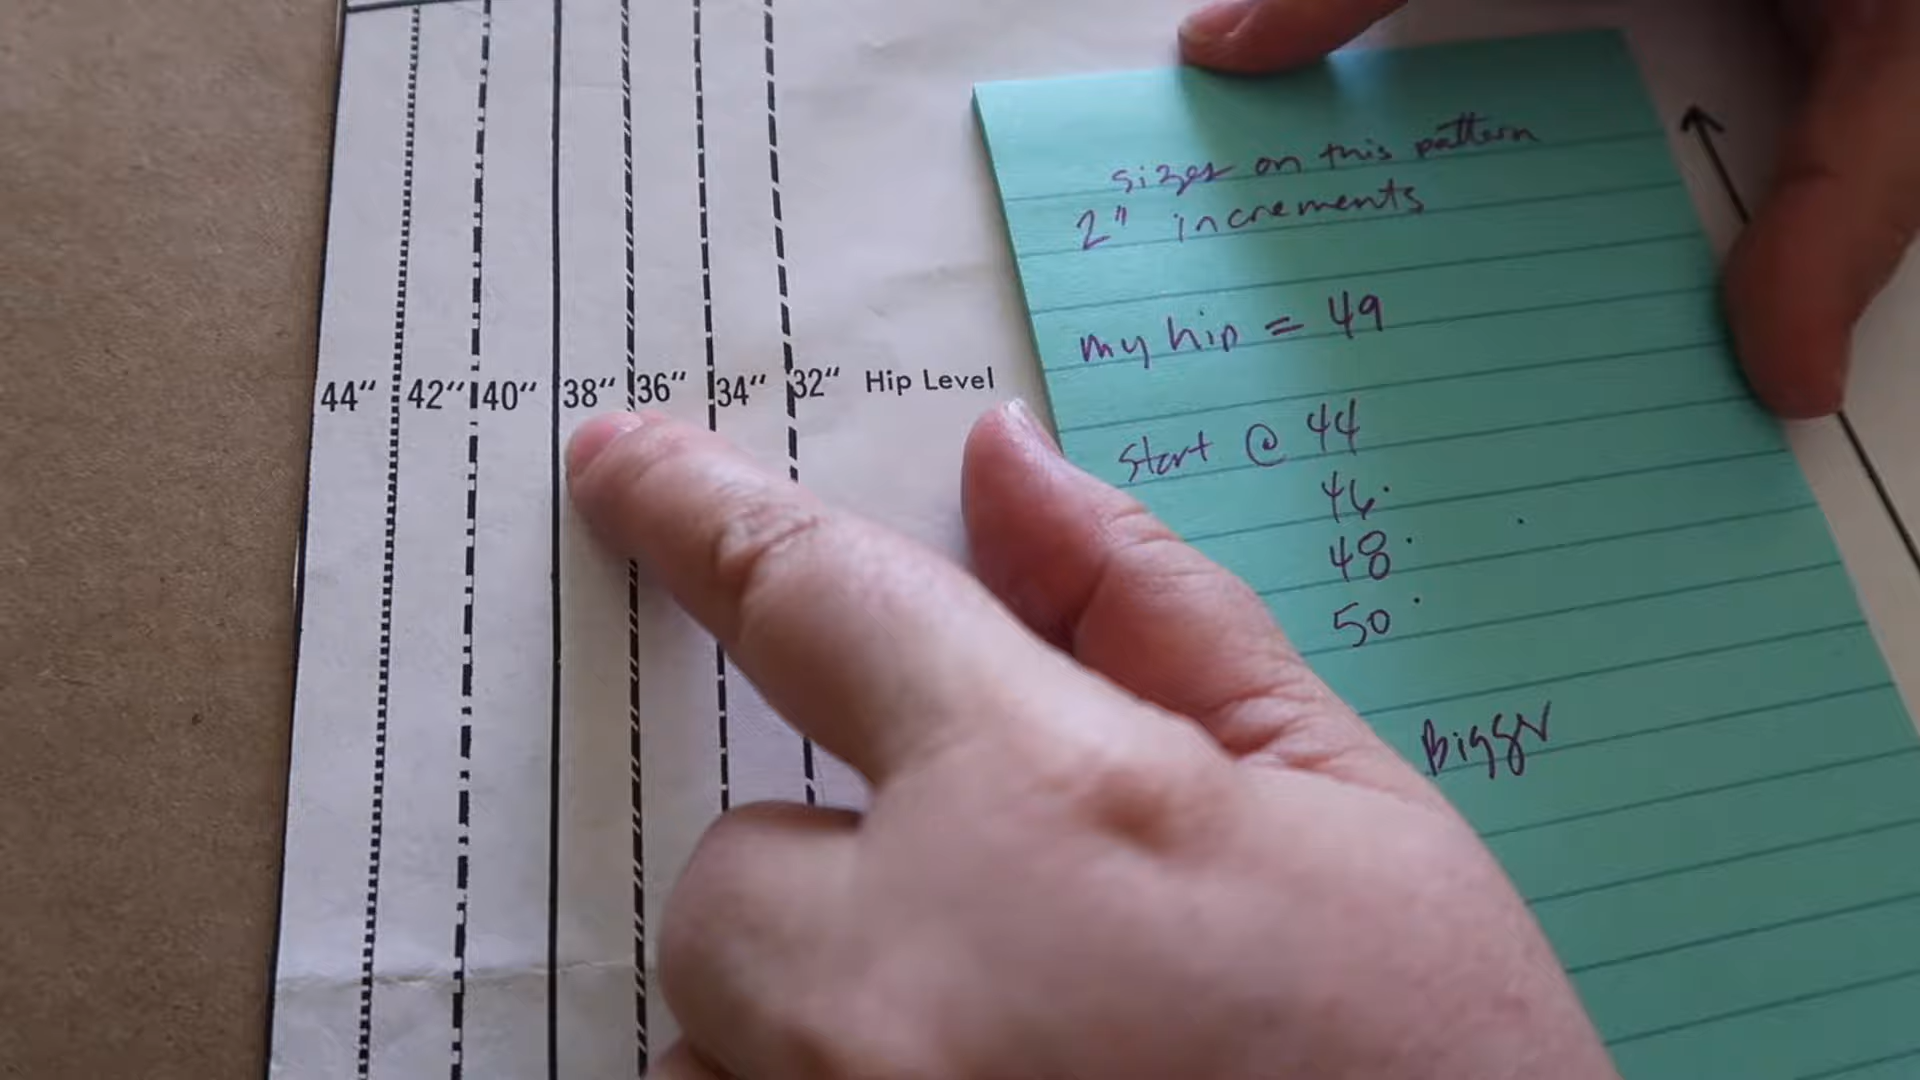 44" 42" 40" 38" 36" 34" 32" Hip Level
sizes on this pattern
2" increments
my hip = 49
start @ 44
46
48
50
Bigger